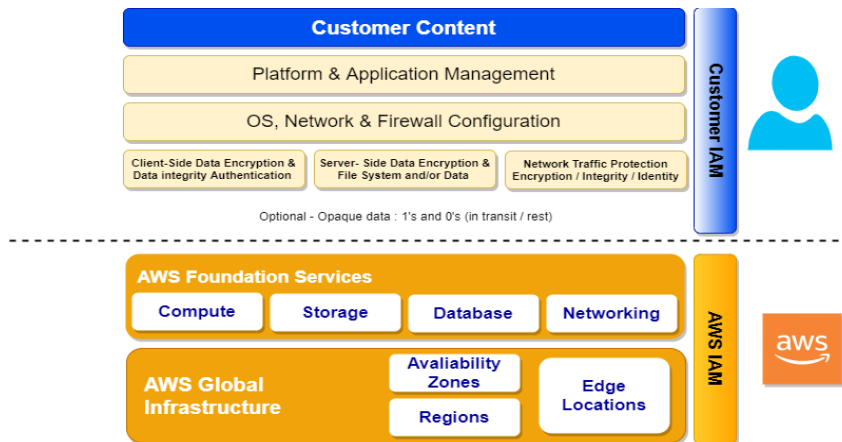 Customer Content
Platform & Application Management
OS, Network & Firewall Configuration
Client-Side Data Encryption &
Data integrity Authentication
Server- Side Data Encryption &
File System and/or Data
Network Traffic Protection
Encryption / Integrity / Identity
Optional - Opaque data : 1's and 0's (in transit / rest)
Customer IAM
AWS Foundation Services
Compute
Storage
Database
Networking
AWS Global
Infrastructure
Avaliability
Zones
Regions
Edge
Locations
AWS IAM
aws